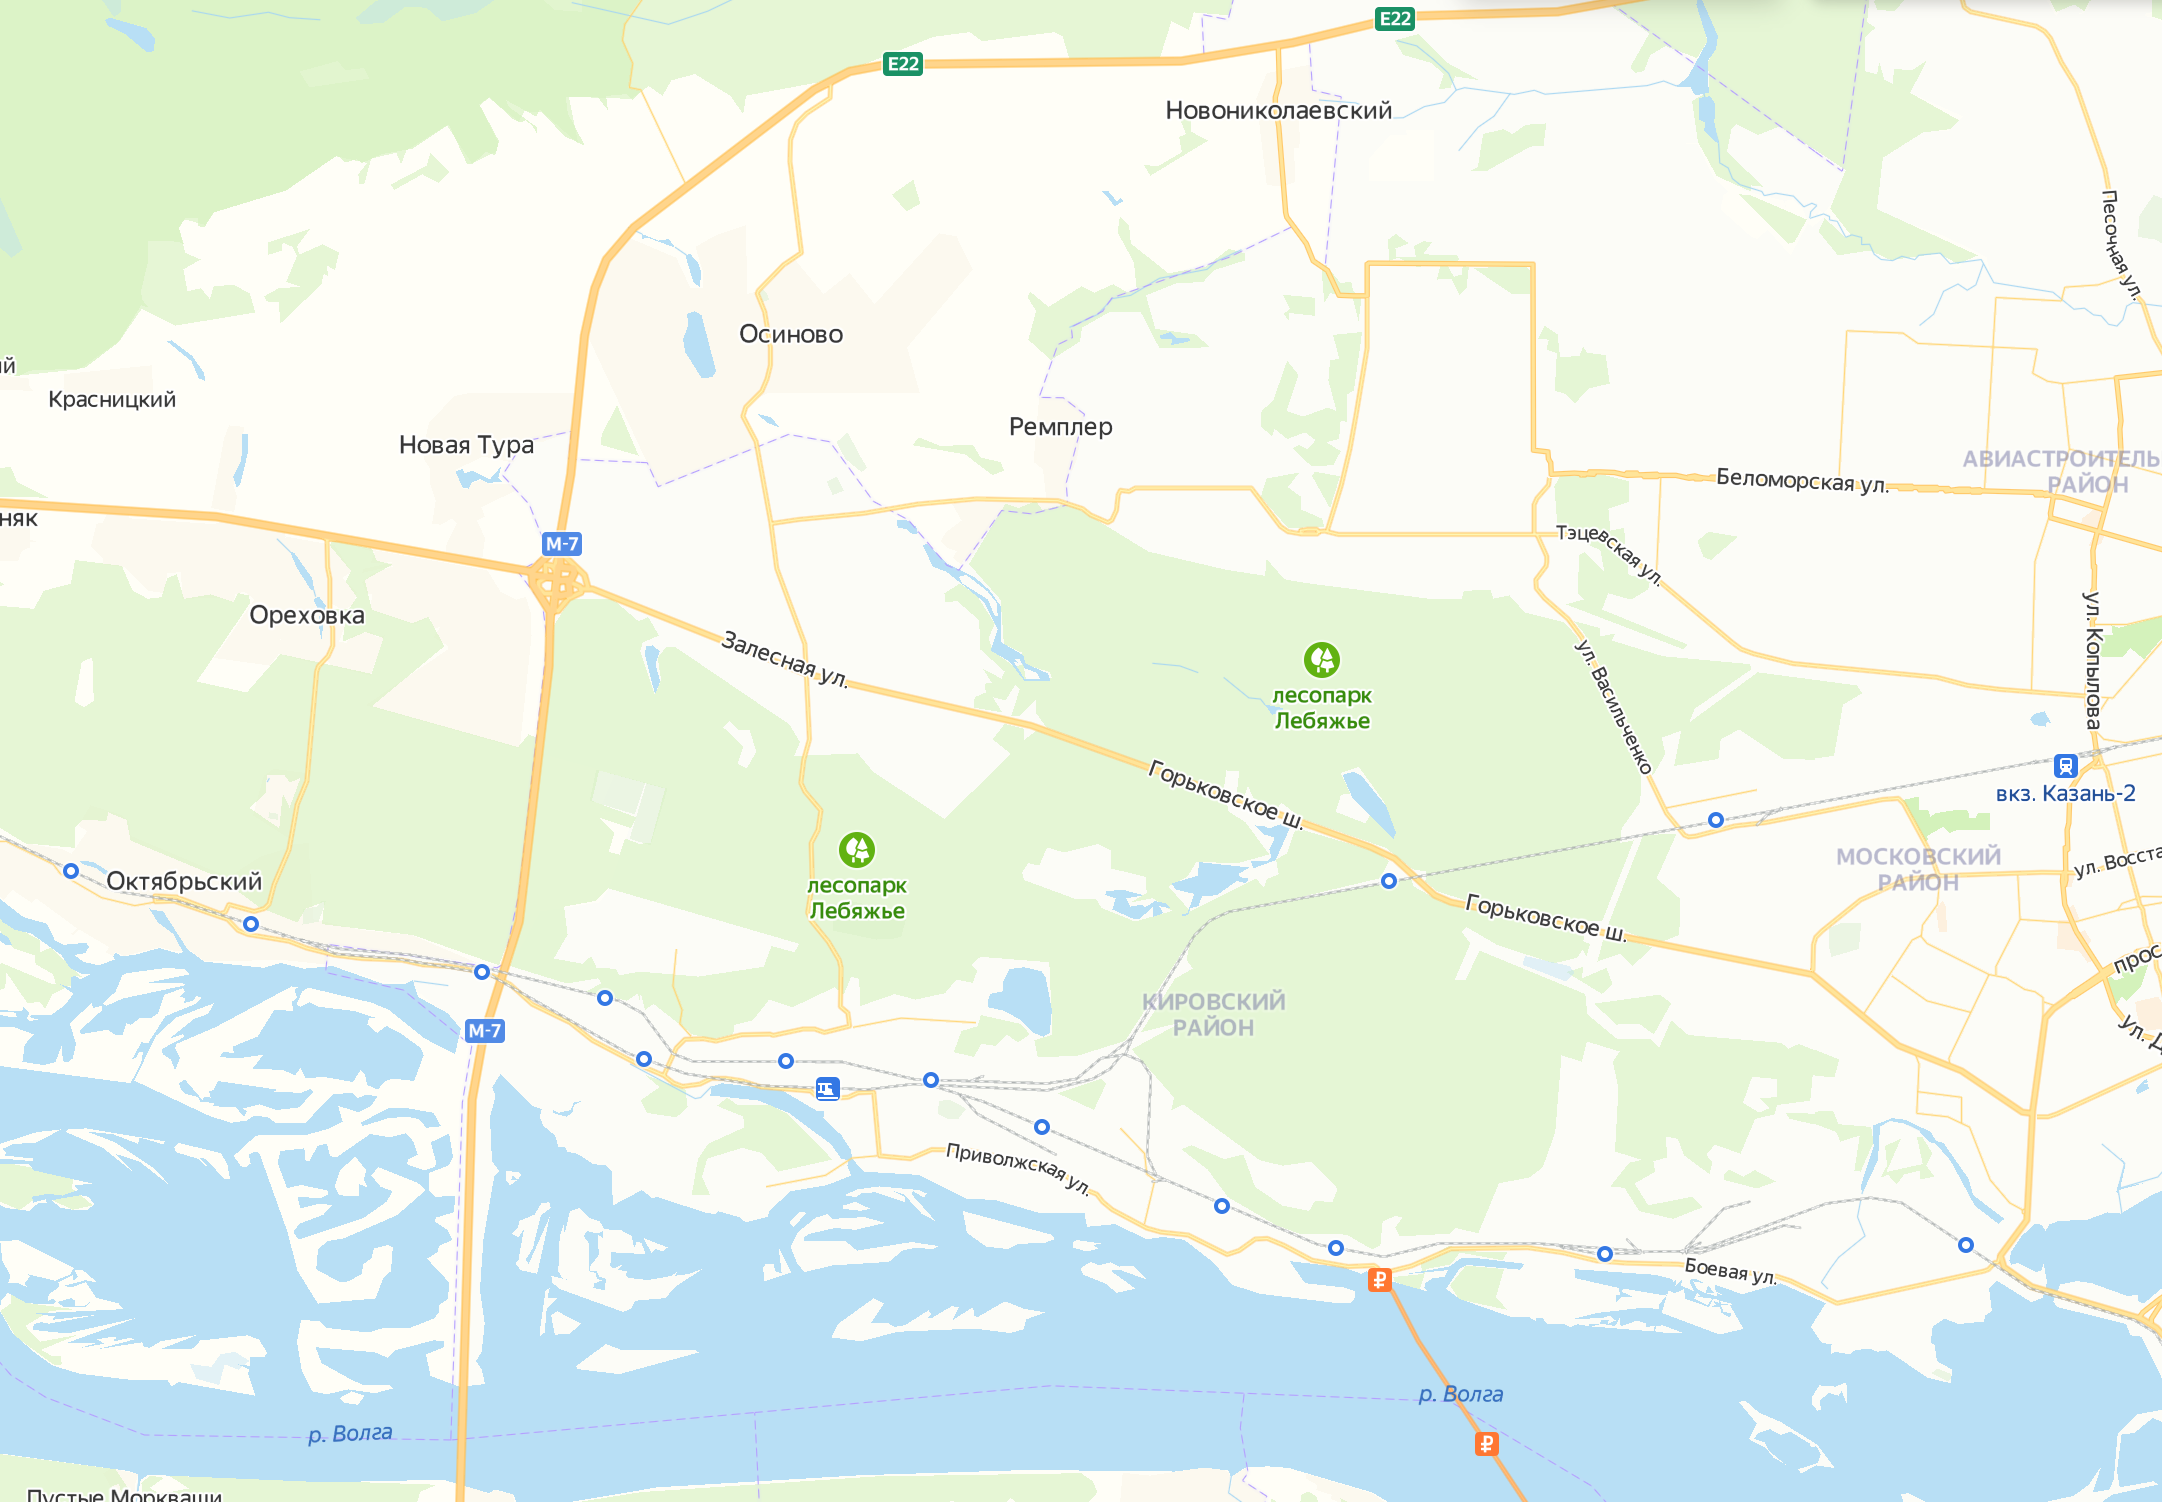 E22
E22
Новониколаевский
Песочная ул.
Осиново
ий
Красницкий
Ремплер
Новая Тура
АВИАСТРОИТЕЛЬ
РАЙОН
Беломорская ул.
няк
М-7
Тэцевская ул.
Ореховка
ул. Копылова
Залесная ул.
ул. Васильченко
лесопарк
Лебяжье
Горьковское ш.
вкз. Казань-2
МОСКОВСКИЙ
РАЙОН
ул. Восста
Октябрьский
лесопарк
Лебяжье
Горьковское ш.
прос
КИРОВСКИЙ
РАЙОН
М-7
ул. Д
Приволжская ул.
Боевая ул.
₽
р. Волга
р. Волга
₽
Пустые Моркваши